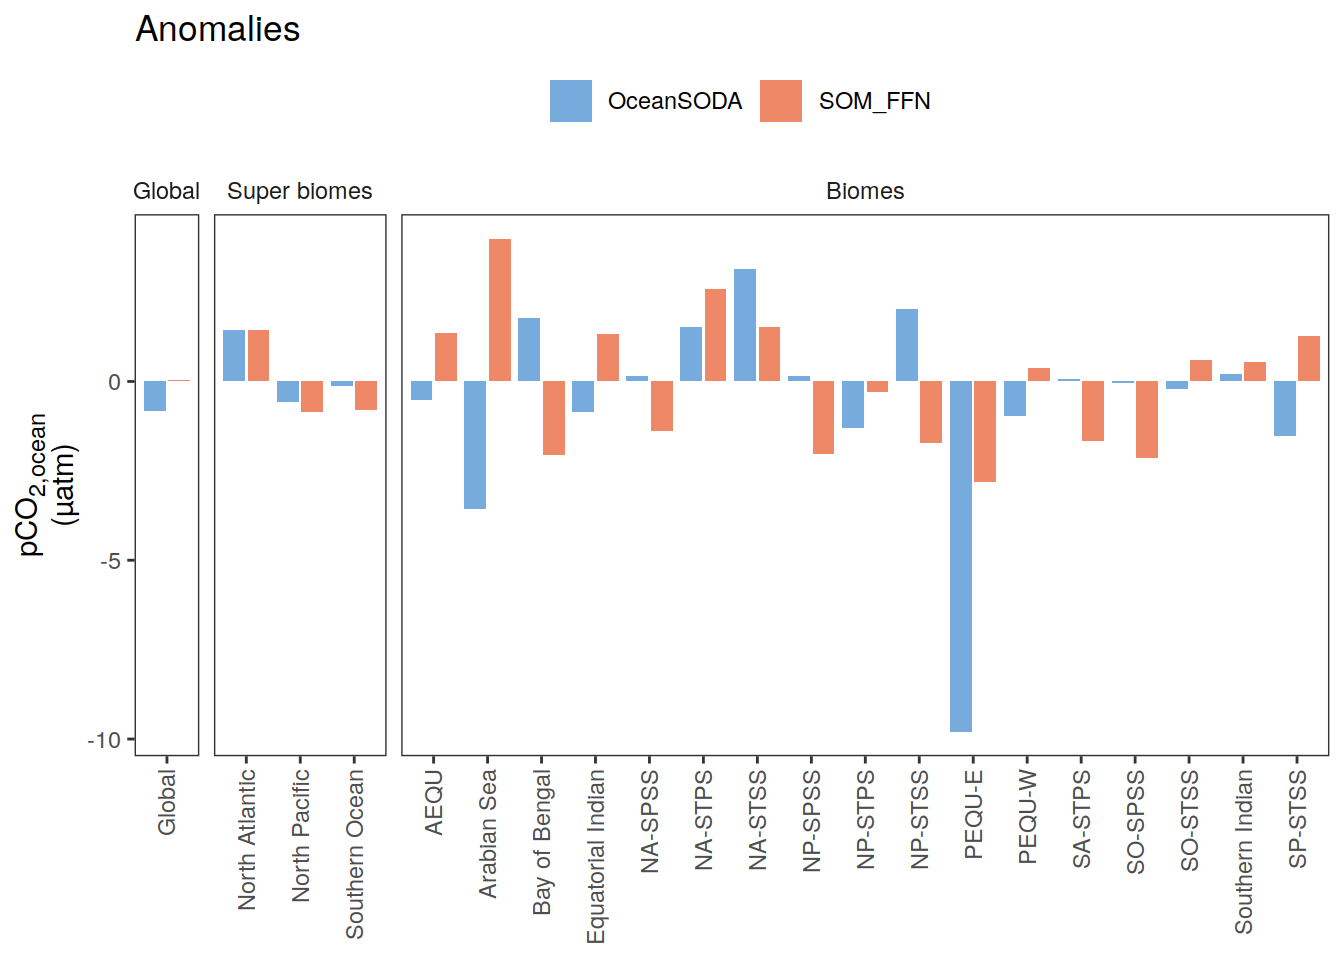 Anomalies
OceanSODA SOM_FFN
Global Super biomes Biomes
pCO2,ocean
(µatm)
0
-5
-10
Global
North Atlantic
North Pacific
Southern Ocean
AEQU
Arabian Sea
Bay of Bengal
Equatorial Indian
NA-SPSS
NA-STPS
NA-STSS
NP-SPSS
NP-STPS
NP-STSS
PEQU-E
PEQU-W
SA-STPS
SO-SPSS
SO-STSS
Southern Indian
SP-STSS